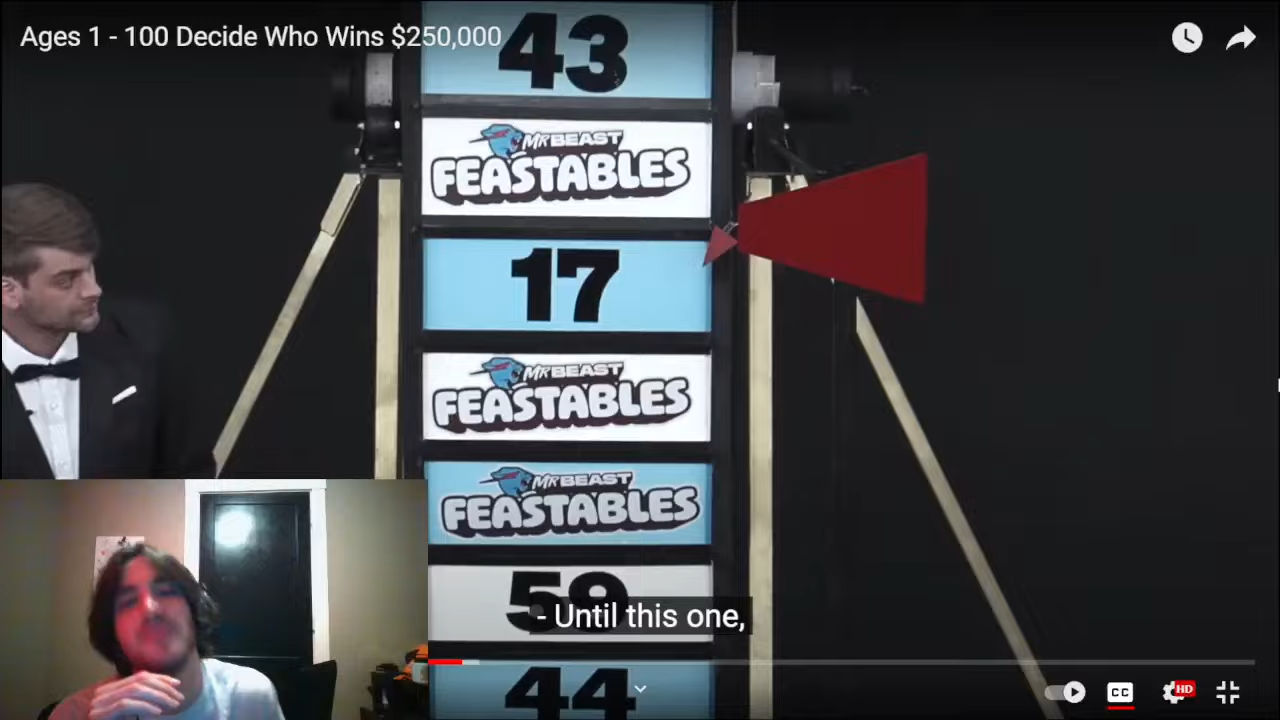 Ages 1 - 100 Decide Who Wins $250,000
43
MRBEAST
FEASTABLES
17
MRBEAST
FEASTABLES
MRBEAST
FEASTABLES
59
- Until this one,
44
CC
HD